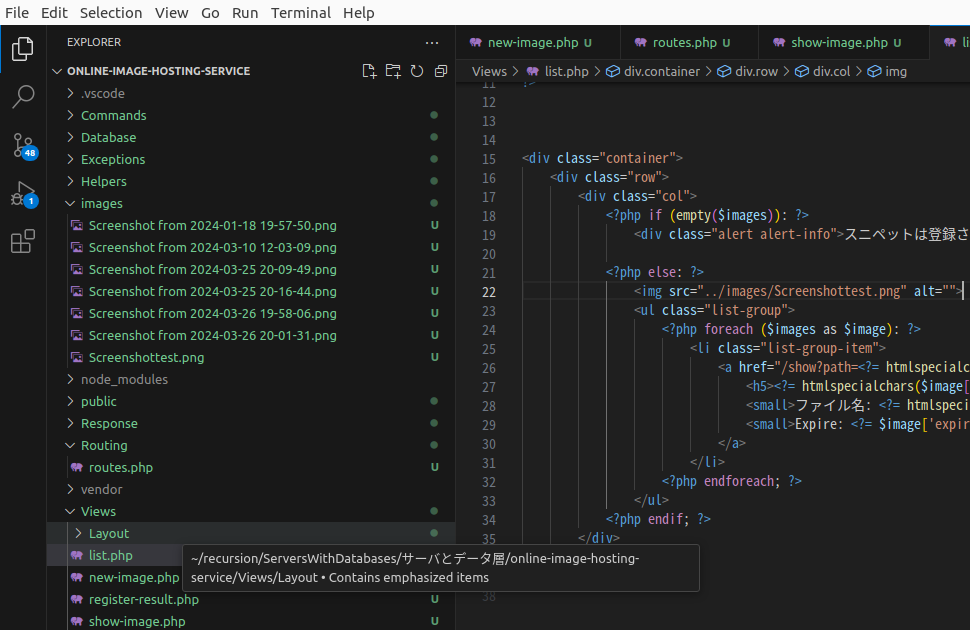 File Edit Selection View Go Run Terminal Help
EXPLORER
ONLINE-IMAGE-HOSTING-SERVICE
.vscode
Commands
Database
Exceptions
Helpers
images
Screenshot from 2024-01-18 19-57-50.png U
Screenshot from 2024-03-10 12-03-09.png U
Screenshot from 2024-03-25 20-09-49.png U
Screenshot from 2024-03-25 20-16-44.png U
Screenshot from 2024-03-26 19-58-06.png U
Screenshot from 2024-03-26 20-01-31.png U
Screenshottest.png U
node_modules
public
Response
Routing
routes.php U
vendor
Views
Layout
list.php
new-image.php
register-result.php U
show-image.php U
48
1
~/recursion/ServersWithDatabases/サーバとデータ層/online-image-hosting-
service/Views/Layout • Contains emphasized items
new-image.php U routes.php U show-image.php U li
Views > list.php > div.container > div.row > div.col > img
11 ?>
12
13
14
15 <div class="container">
16 <div class="row">
17 <div class="col">
18 <?php if (empty($images)): ?>
19 <div class="alert alert-info">スニペットは登録さ
20
21 <?php else: ?>
22 <img src="../images/Screenshottest.png" alt="">
23 <ul class="list-group">
24 <?php foreach ($images as $image): ?>
25 <li class="list-group-item">
26 <a href="/show?path=<?= htmlspecialc
27 <h5><?= htmlspecialchars($image[
28 <small>ファイル名: <?= htmlspeci
29 <small>Expire: <?= $image['expir
30 </a>
31 </li>
32 <?php endforeach; ?>
33 </ul>
34 <?php endif; ?>
35 </div>
38